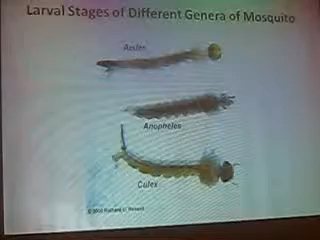 Larval Stages of Different Genera of Mosquito
Aedes
Anopheles
Culex